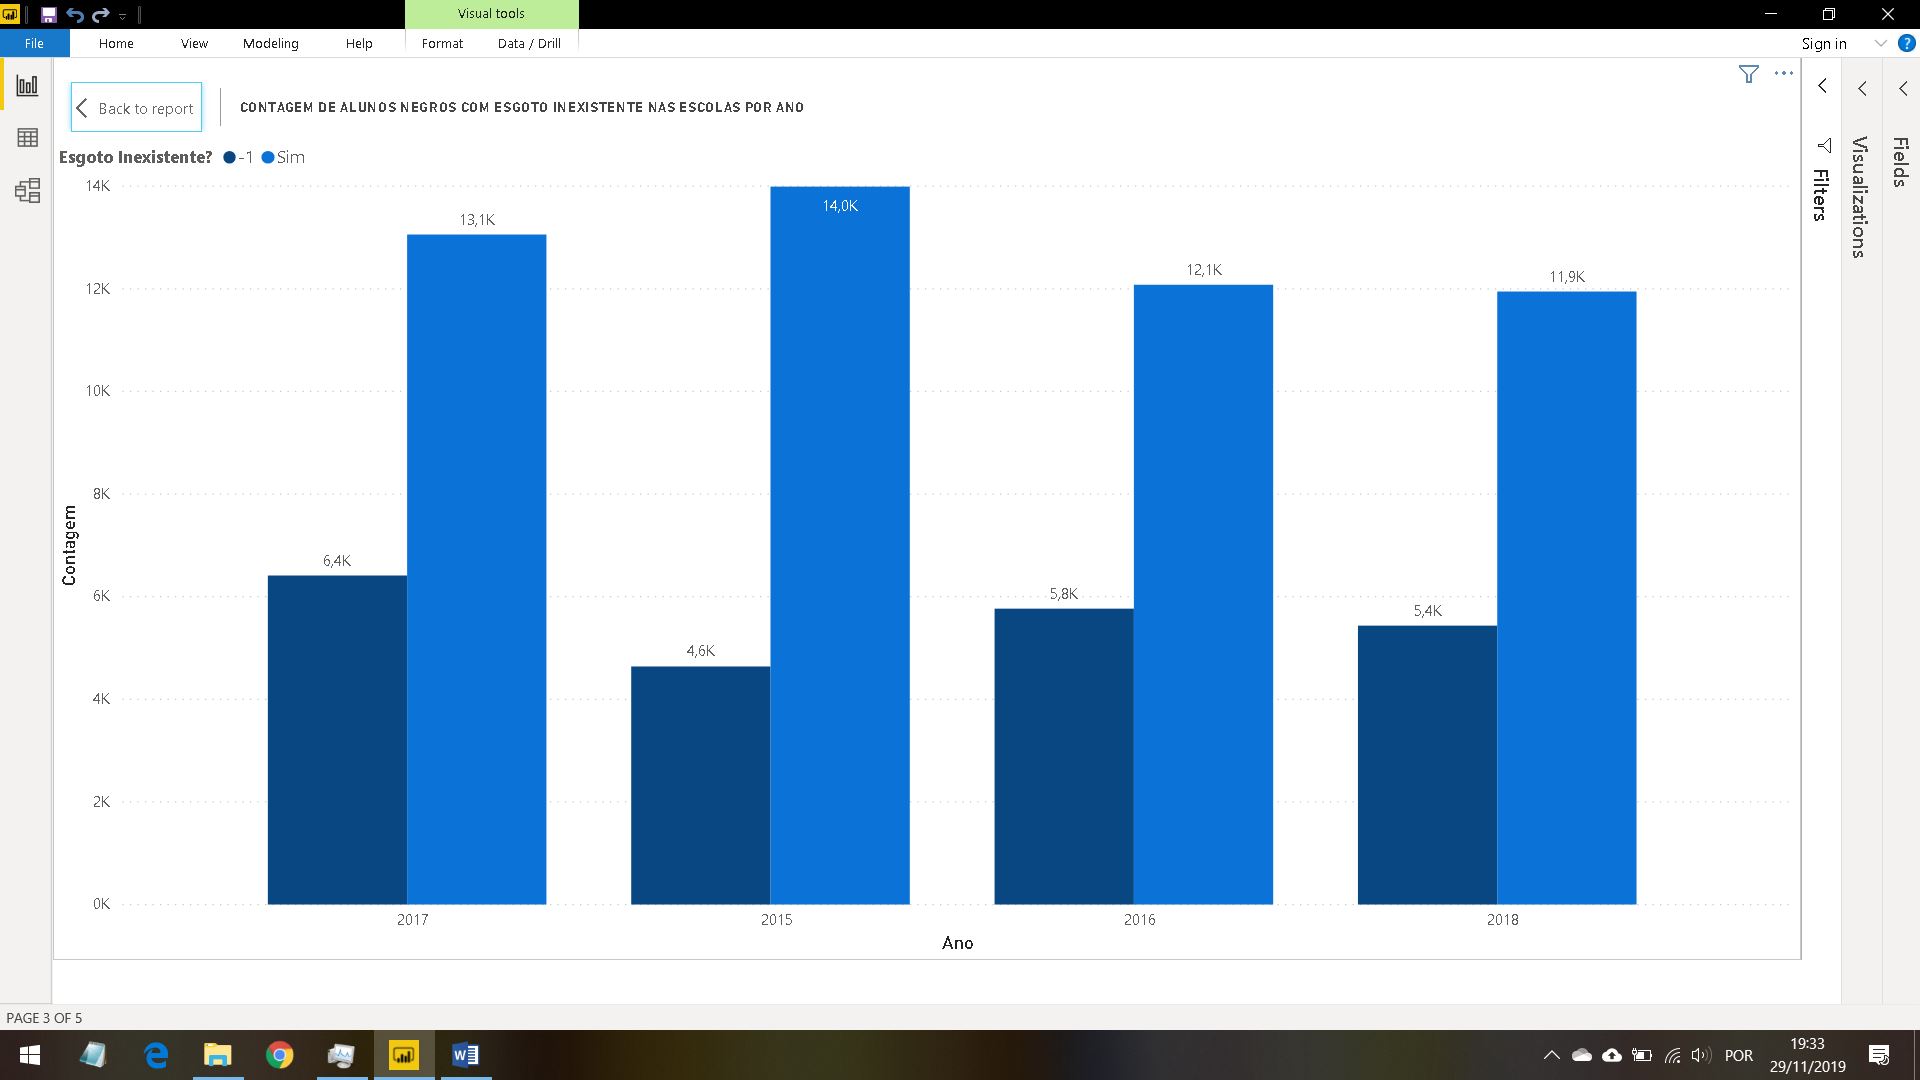 Visual tools
File Home View Modeling Help Format Data / Drill Sign in
Back to report
CONTAGEM DE ALUNOS NEGROS COM ESGOTO INEXISTENTE NAS ESCOLAS POR ANO
Esgoto Inexistente? -1 Sim
14K
12K
10K
8K
6K
4K
2K
0K
Contagem
6,4K
13,1K
4,6K
14,0K
5,8K
12,1K
5,4K
11,9K
2017 2015 2016 2018
Ano
Filters
Visualizations
Fields
PAGE 3 OF 5
POR
19:33
29/11/2019